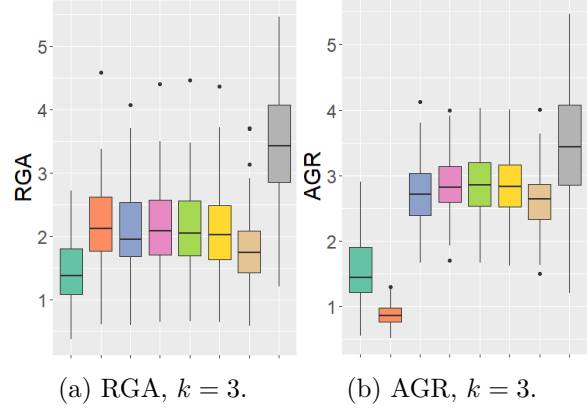 RGA
5
4
3
2
1
AGR
5
4
3
2
1
(a) RGA, k = 3.
(b) AGR, k = 3.